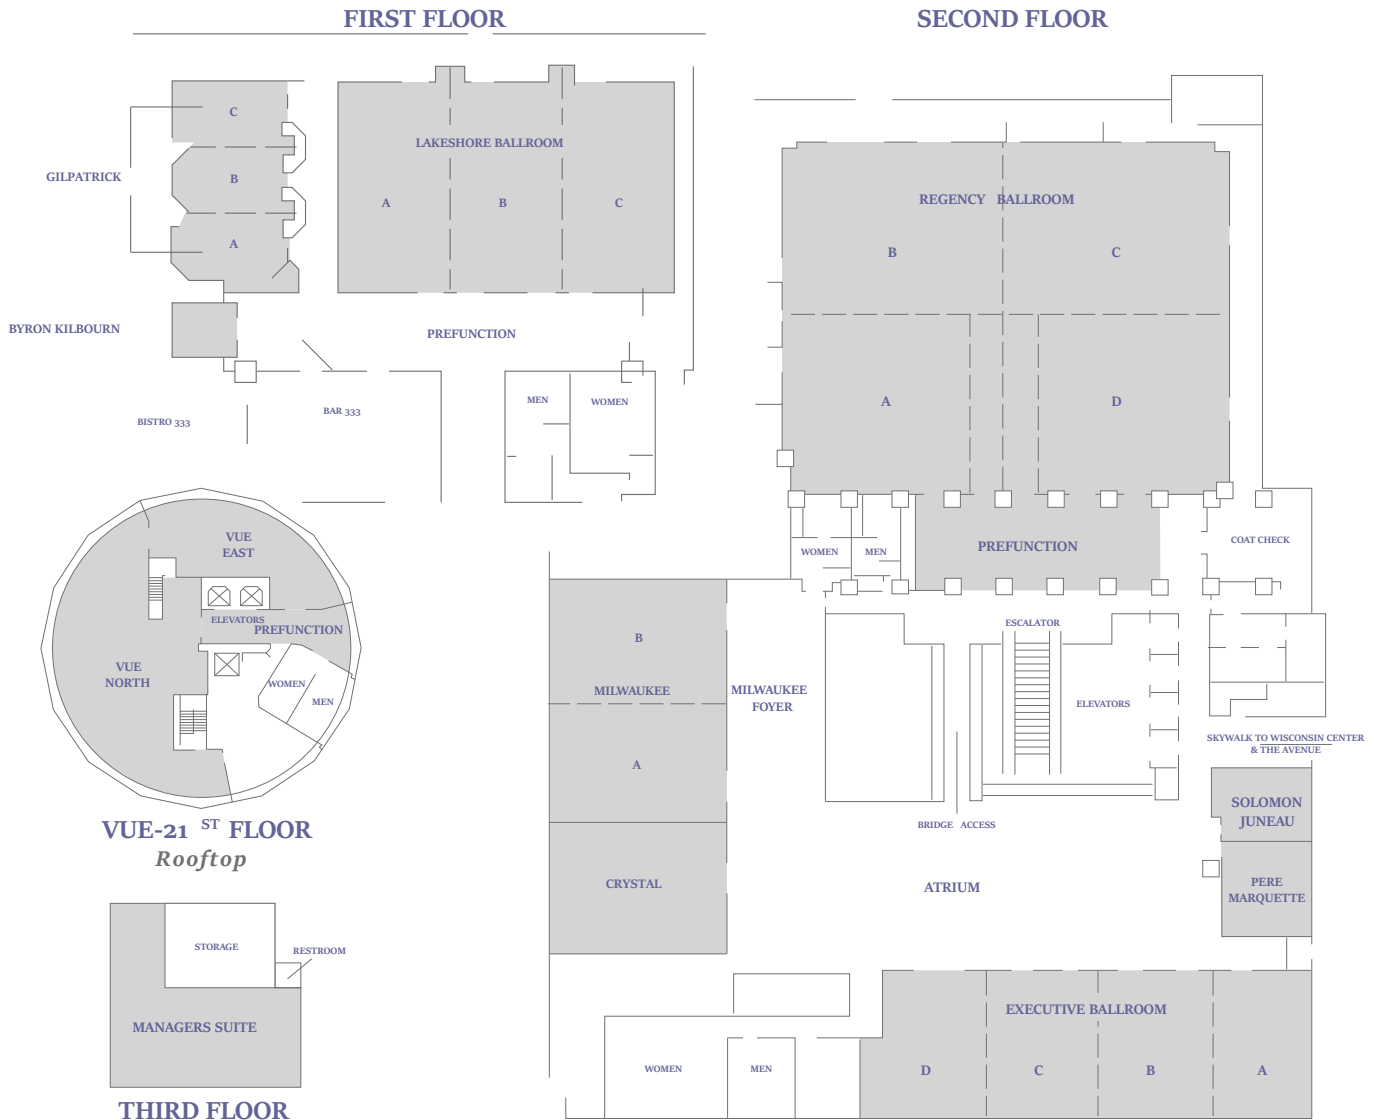 FIRST FLOOR
C
GILPATRICK
B
A
BYRON KILBOURN
LAKESHORE BALLROOM
A
B
C
PREFUNCTION
MEN
WOMEN
BISTRO 333
BAR 333
SECOND FLOOR
REGENCY BALLROOM
B
C
A
D
WOMEN
MEN
PREFUNCTION
COAT CHECK
ESCALATOR
B
MILWAUKEE
MILWAUKEE
FOYER
A
CRYSTAL
ELEVATORS
SKYWALK TO WISCONSIN CENTER
& THE AVENUE
BRIDGE ACCESS
SOLOMON
JUNEAU
ATRIUM
PERE
MARQUETTE
EXECUTIVE BALLROOM
D
C
B
A
WOMEN
MEN
VUE
EAST
ELEVATORS
PREFUNCTION
VUE
NORTH
WOMEN
MEN
VUE-21 ST FLOOR
Rooftop
STORAGE
RESTROOM
MANAGERS SUITE
THIRD FLOOR